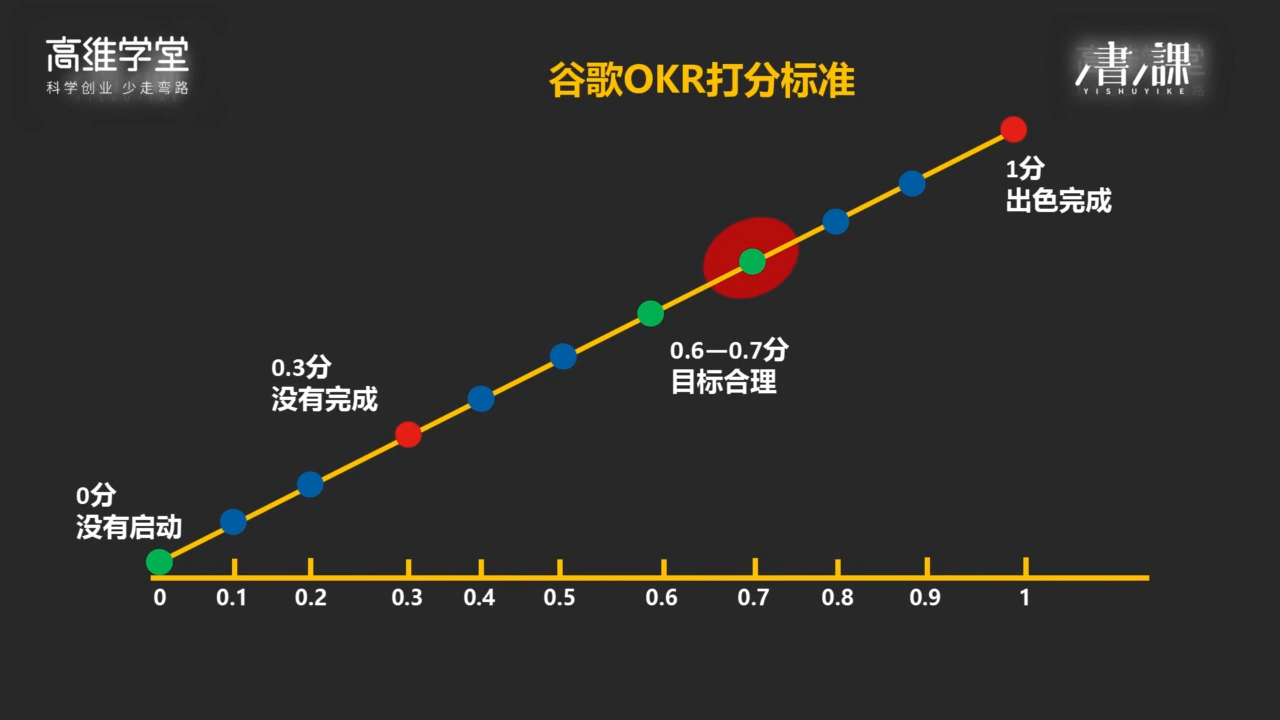 高维学堂
科学创业 少走弯路
谷歌OKR打分标准
一書一課
YISHUYIKE
1分
出色完成
0.6—0.7分
目标合理
0.3分
没有完成
0分
没有启动
0 0.1 0.2 0.3 0.4 0.5 0.6 0.7 0.8 0.9 1